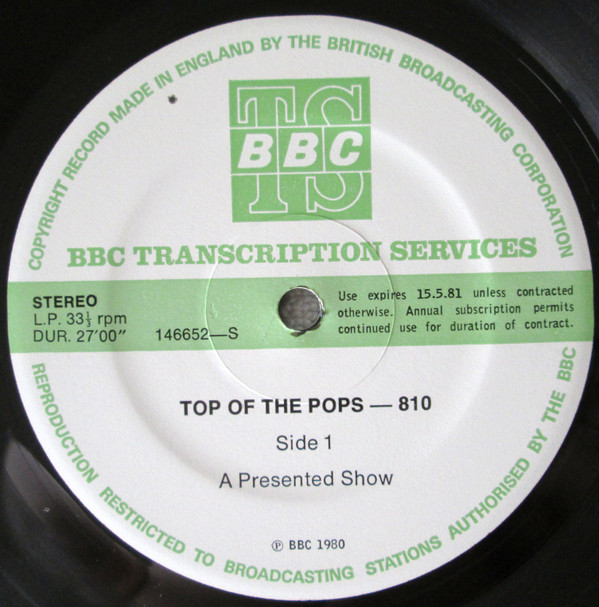 COPYRIGHT RECORD MADE IN ENGLAND BY THE BRITISH BROADCASTING CORPORATION
TS
BBC
BBC TRANSCRIPTION SERVICES
STEREO
L.P. 33⅓ rpm
DUR. 27'00"
146652—S
Use expires 15.5.81 unless contracted
otherwise. Annual subscription permits
continued use for duration of contract.
TOP OF THE POPS — 810
Side 1
A Presented Show
℗ BBC 1980
REPRODUCTION RESTRICTED TO BROADCASTING STATIONS AUTHORISED BY THE BBC